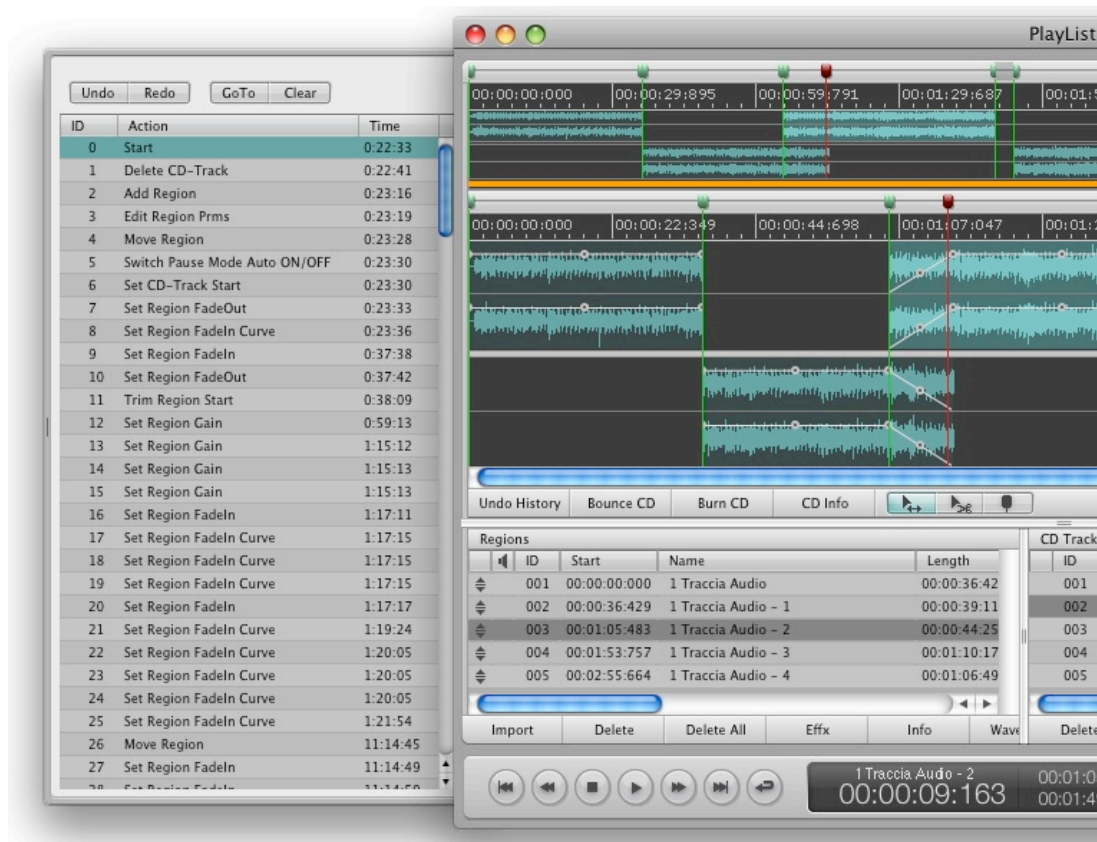 PlayList
Undo Redo GoTo Clear
ID Action Time
0 Start 0:22:33
1 Delete CD-Track 0:22:41
2 Add Region 0:23:16
3 Edit Region Prms 0:23:19
4 Move Region 0:23:28
5 Switch Pause Mode Auto ON/OFF 0:23:30
6 Set CD-Track Start 0:23:30
7 Set Region FadeOut 0:23:33
8 Set Region FadeIn Curve 0:23:36
9 Set Region FadeIn 0:37:38
10 Set Region FadeOut 0:37:42
11 Trim Region Start 0:38:09
12 Set Region Gain 0:59:13
13 Set Region Gain 1:15:12
14 Set Region Gain 1:15:13
15 Set Region Gain 1:15:13
16 Set Region FadeIn 1:17:11
17 Set Region FadeIn Curve 1:17:15
18 Set Region FadeIn Curve 1:17:15
19 Set Region FadeIn Curve 1:17:15
20 Set Region FadeIn 1:17:17
21 Set Region FadeIn Curve 1:19:24
22 Set Region FadeIn Curve 1:20:05
23 Set Region FadeIn Curve 1:20:05
24 Set Region FadeIn Curve 1:20:05
25 Set Region FadeIn Curve 1:21:54
26 Move Region 11:14:45
27 Set Region FadeIn 11:14:49
00:00:00:000 00:00:29:895 00:00:59:791 00:01:29:687 00:01:5
00:00:00:000 00:00:22:349 00:00:44:698 00:01:07:047 00:01:
Undo History Bounce CD Burn CD CD Info
Regions
ID Start Name Length
001 00:00:00:000 1 Traccia Audio 00:00:36:42
002 00:00:36:429 1 Traccia Audio - 1 00:00:39:11
003 00:01:05:483 1 Traccia Audio - 2 00:00:44:25
004 00:01:53:757 1 Traccia Audio - 3 00:01:10:17
005 00:02:55:664 1 Traccia Audio - 4 00:01:06:49
Import Delete Delete All Effx Info Wave
CD Track
ID
001
002
003
004
005
Delete
1 Traccia Audio - 2
00:00:09:163
00:01:0
00:01:4